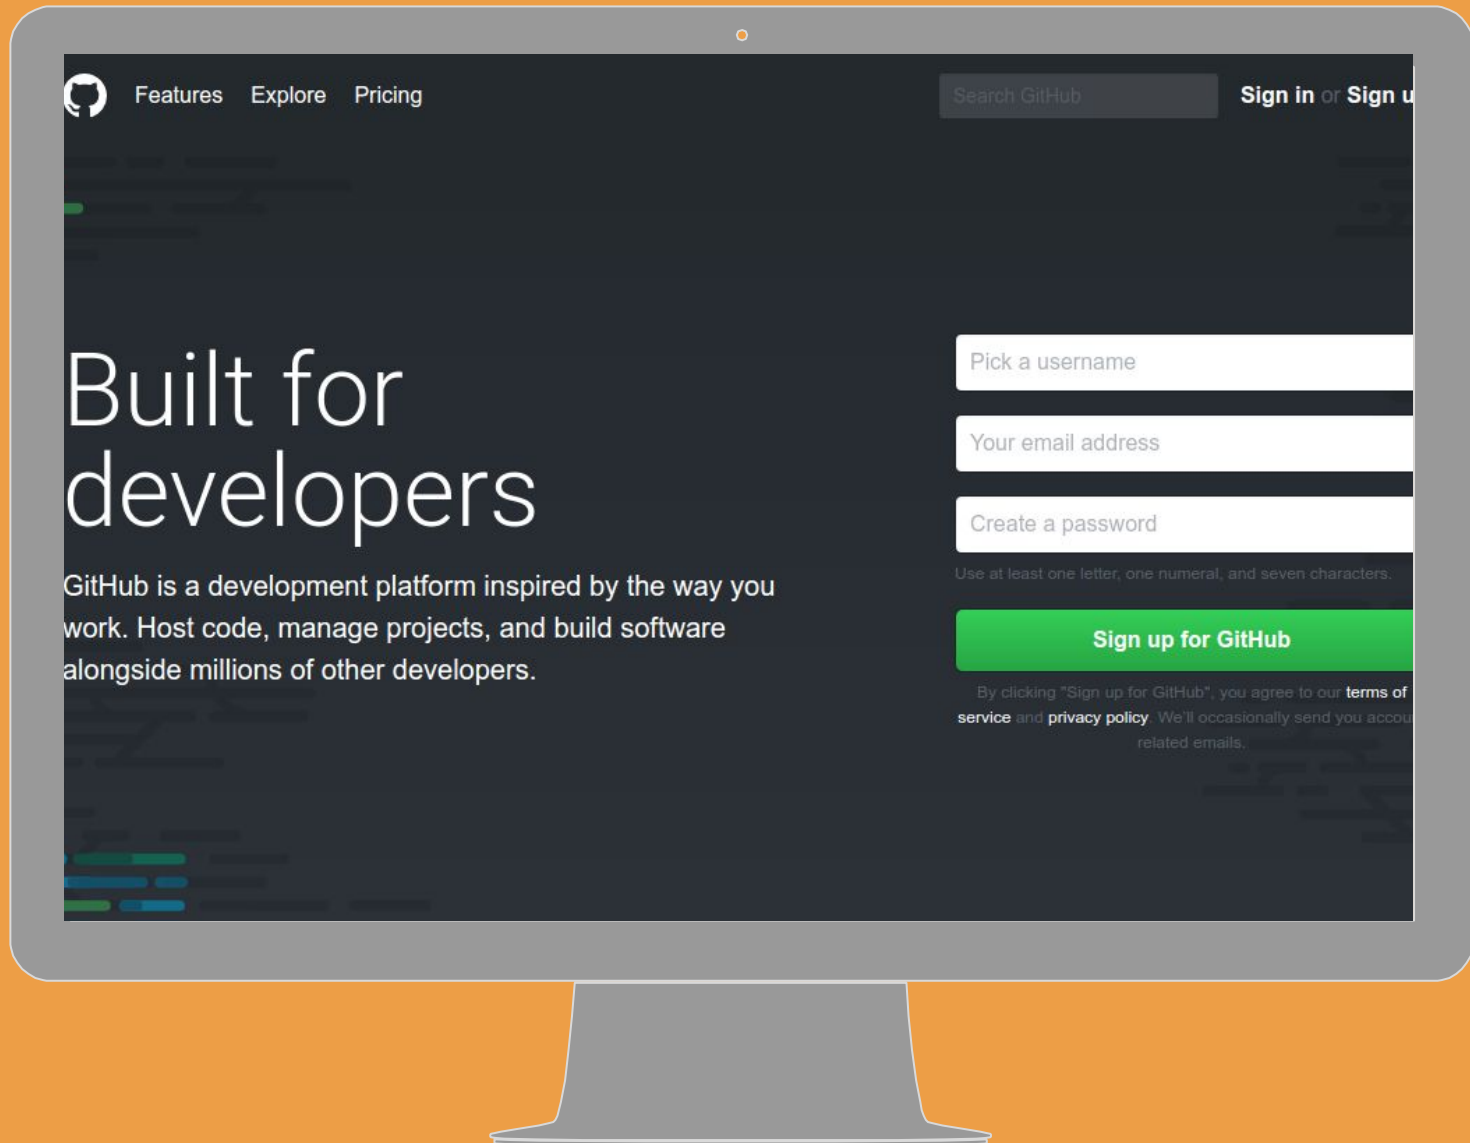 Features Explore Pricing
Search GitHub
Sign in or Sign u
Built for
developers
GitHub is a development platform inspired by the way you
work. Host code, manage projects, and build software
alongside millions of other developers.
Pick a username
Your email address
Create a password
Use at least one letter, one numeral, and seven characters.
Sign up for GitHub
By clicking "Sign up for GitHub", you agree to our terms of
service and privacy policy. We'll occasionally send you accou
related emails.